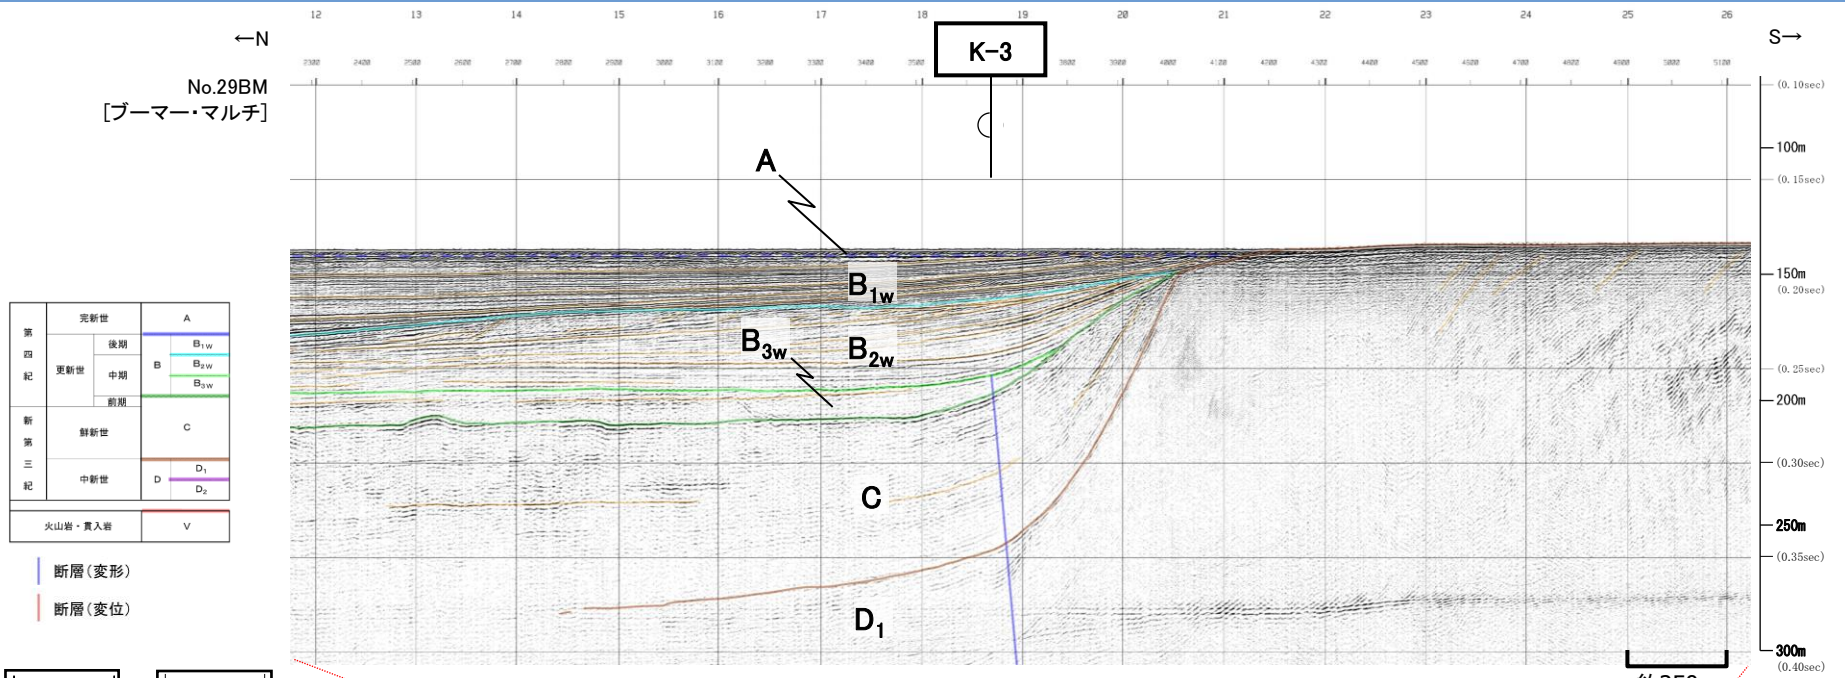 12 13 14 15 16 17 18 19 20 21 22 23 24 25 26
←N
S→
K-3
No.29BM
[ブーマー・マルチ]
(0.10sec)
100m
(0.15sec)
A
150m
(0.20sec)
B1w
B3w
B2w
(0.25sec)
200m
(0.30sec)
C
250m
(0.35sec)
D1
300m
(0.40sec)
第四紀
完新世
A
更新世
後期
中期
前期
B
B1w
B2w
B3w
新第三紀
鮮新世
C
中新世
D
D1
D2
火山岩・貫入岩
V
断層(変形)
断層(変位)